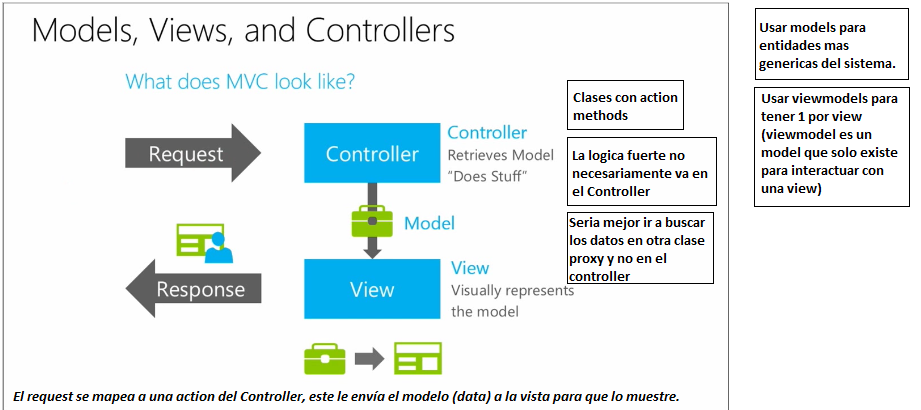 Models, Views, and Controllers
What does MVC look like?
Request
Controller
Controller
Retrieves Model
“Does Stuff”
Model
Response
View
View
Visually represents
the model
El request se mapea a una action del Controller, este le envía el modelo (data) a la vista para que lo muestre.
Clases con action
methods
La logica fuerte no
necesariamente va en
el Controller
Seria mejor ir a buscar
los datos en otra clase
proxy y no en el
controller
Usar models para
entidades mas
genericas del sistema.
Usar viewmodels para
tener 1 por view
(viewmodel es un
model que solo existe
para interactuar con
una view)